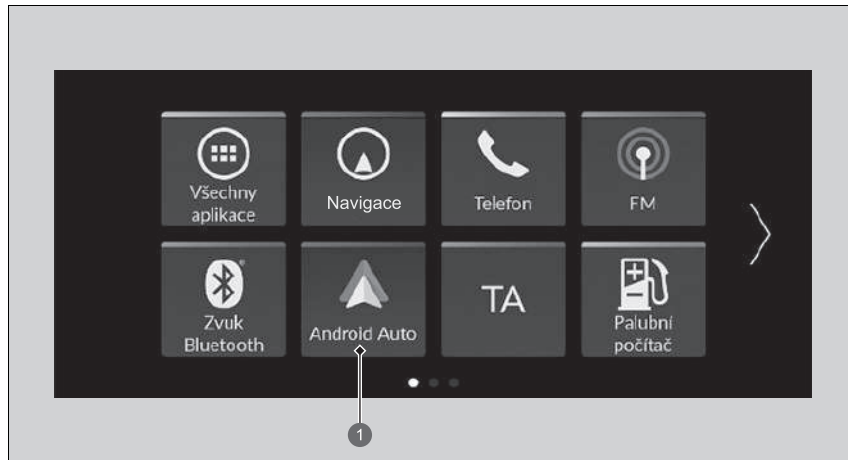 Všechny
aplikace
Navigace
Telefon
FM
Zvuk
Bluetooth
Android Auto
TA
Palubní
počítač
1